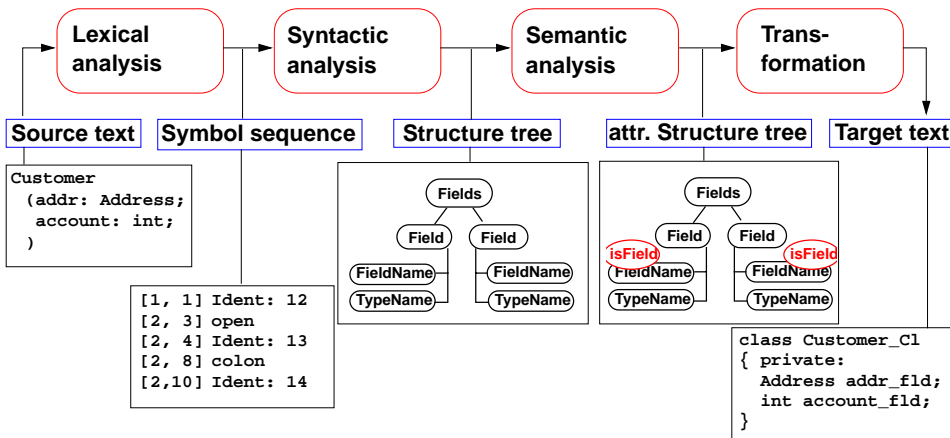 Lexical
analysis
Syntactic
analysis
Semantic
analysis
Trans-
formation
Source text
Symbol sequence
Structure tree
attr. Structure tree
Target text
Customer
(addr: Address;
account: int;
)
[1, 1] Ident: 12
[2, 3] open
[2, 4] Ident: 13
[2, 8] colon
[2,10] Ident: 14
Fields
Field Field
FieldName FieldName
TypeName TypeName
Fields
Field Field
isField isField
FieldName FieldName
TypeName TypeName
class Customer_Cl
{ private:
Address addr_fld;
int account_fld;
}